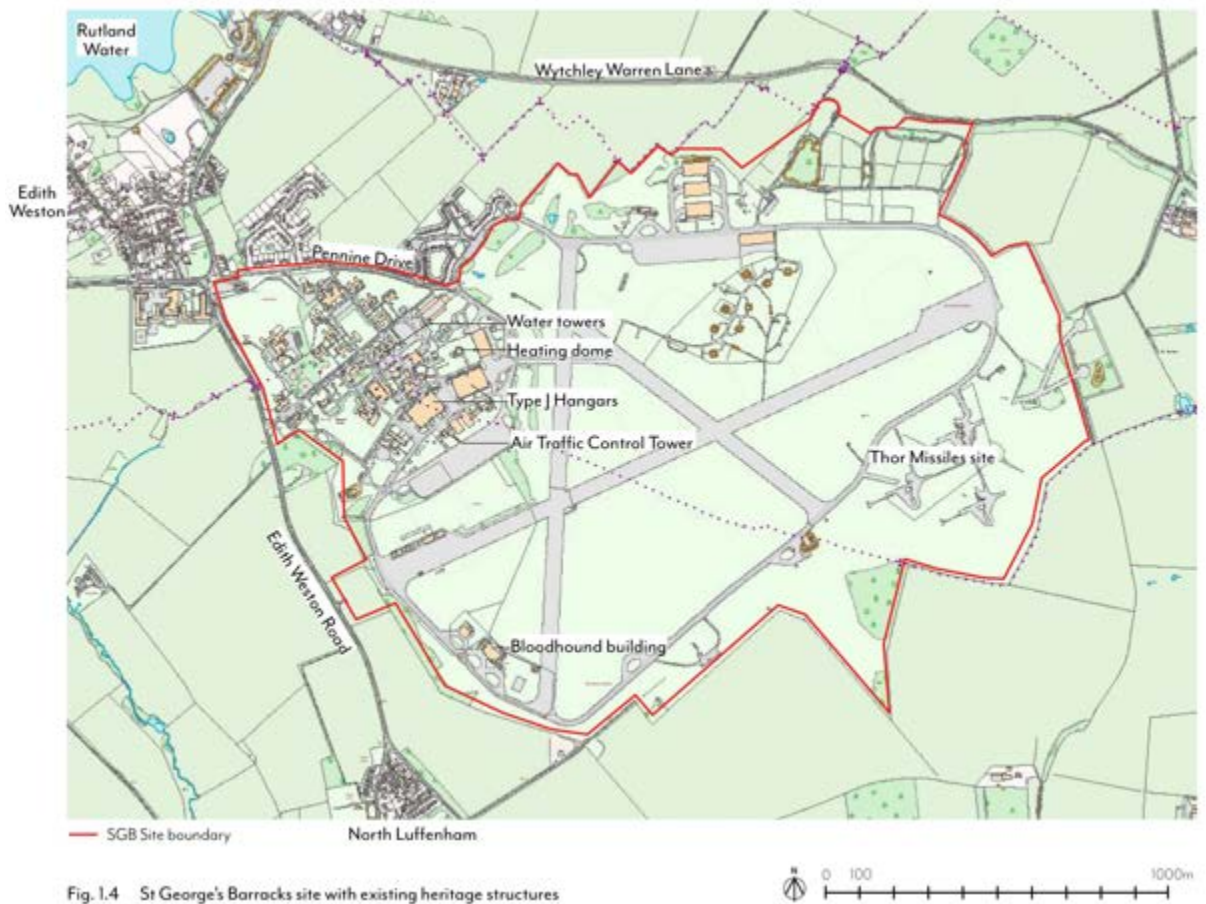 Rutland
Water
Wytchley Warren Lane
Edith
Weston
Pennine Drive
Water towers
Heating dome
Type J Hangars
Air Traffic Control Tower
Thor Missiles site
Edith Weston Road
Bloodhound building
SGB Site boundary
North Luffenham
Fig. 1.4 St George's Barracks site with existing heritage structures
N
0 100 1000m